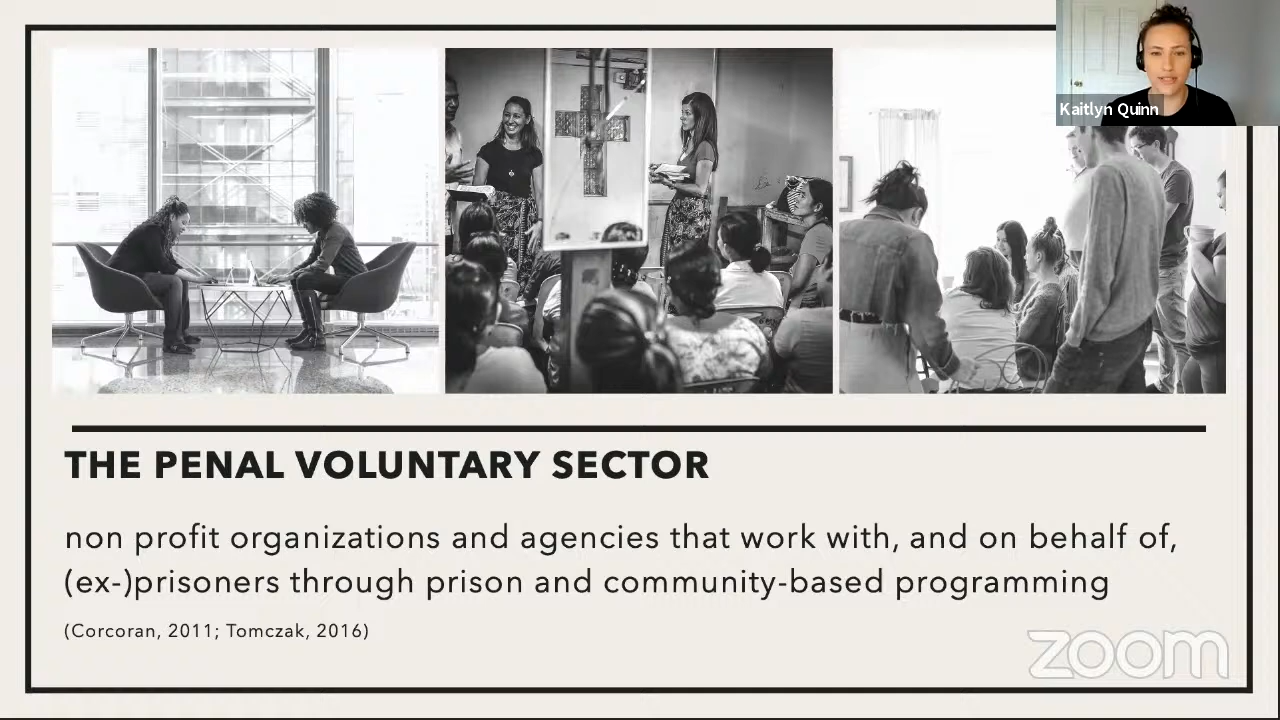 Kaitlyn Quinn
THE PENAL VOLUNTARY SECTOR
non profit organizations and agencies that work with, and on behalf of,
(ex-)prisoners through prison and community-based programming
(Corcoran, 2011; Tomczak, 2016)
zoom